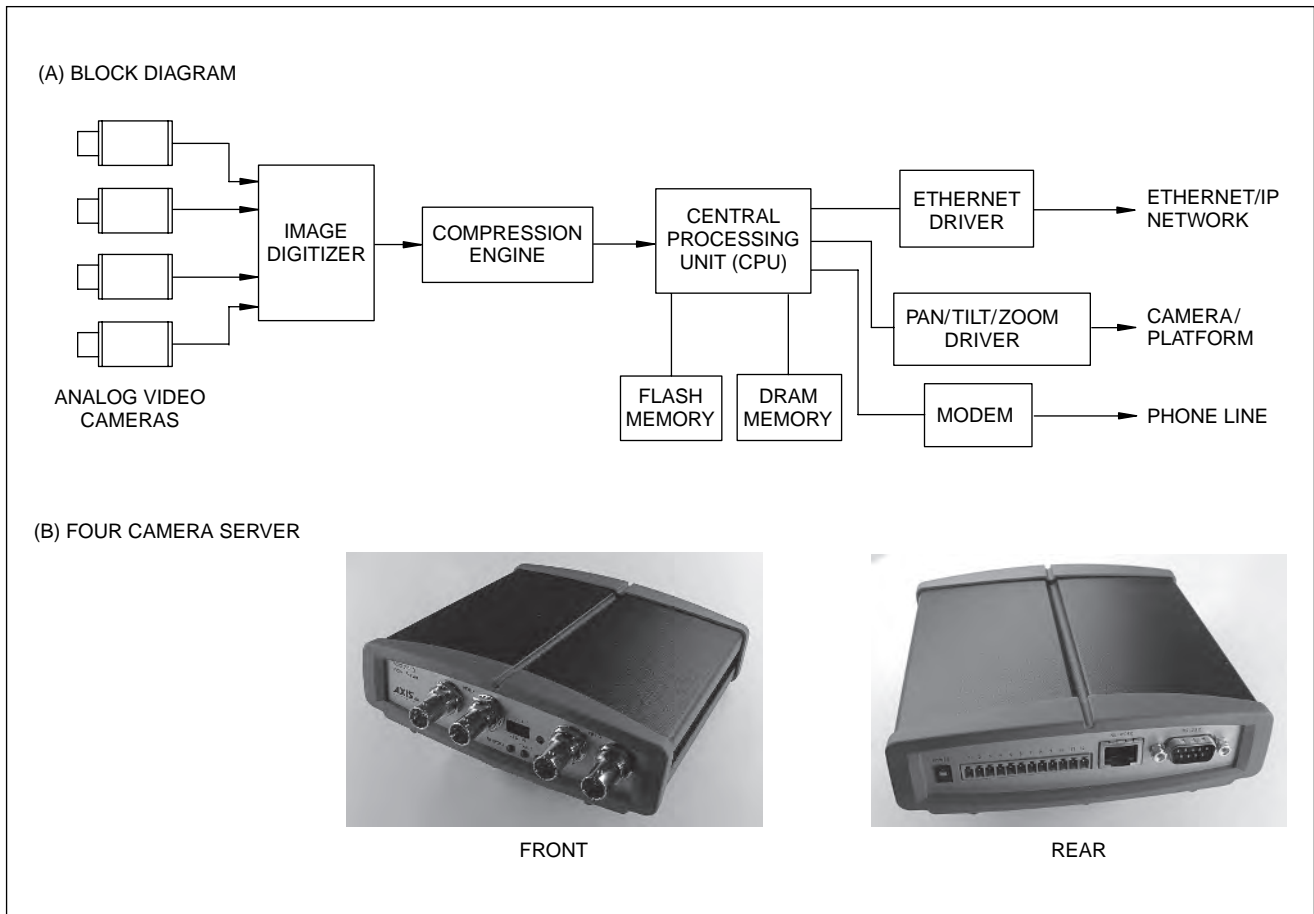 (A) BLOCK DIAGRAM
ANALOG VIDEO
CAMERAS
IMAGE
DIGITIZER
COMPRESSION
ENGINE
CENTRAL
PROCESSING
UNIT (CPU)
FLASH
MEMORY
DRAM
MEMORY
ETHERNET
DRIVER
ETHERNET/IP
NETWORK
PAN/TILT/ZOOM
DRIVER
CAMERA/
PLATFORM
MODEM
PHONE LINE
(B) FOUR CAMERA SERVER
AXIS
FRONT
REAR